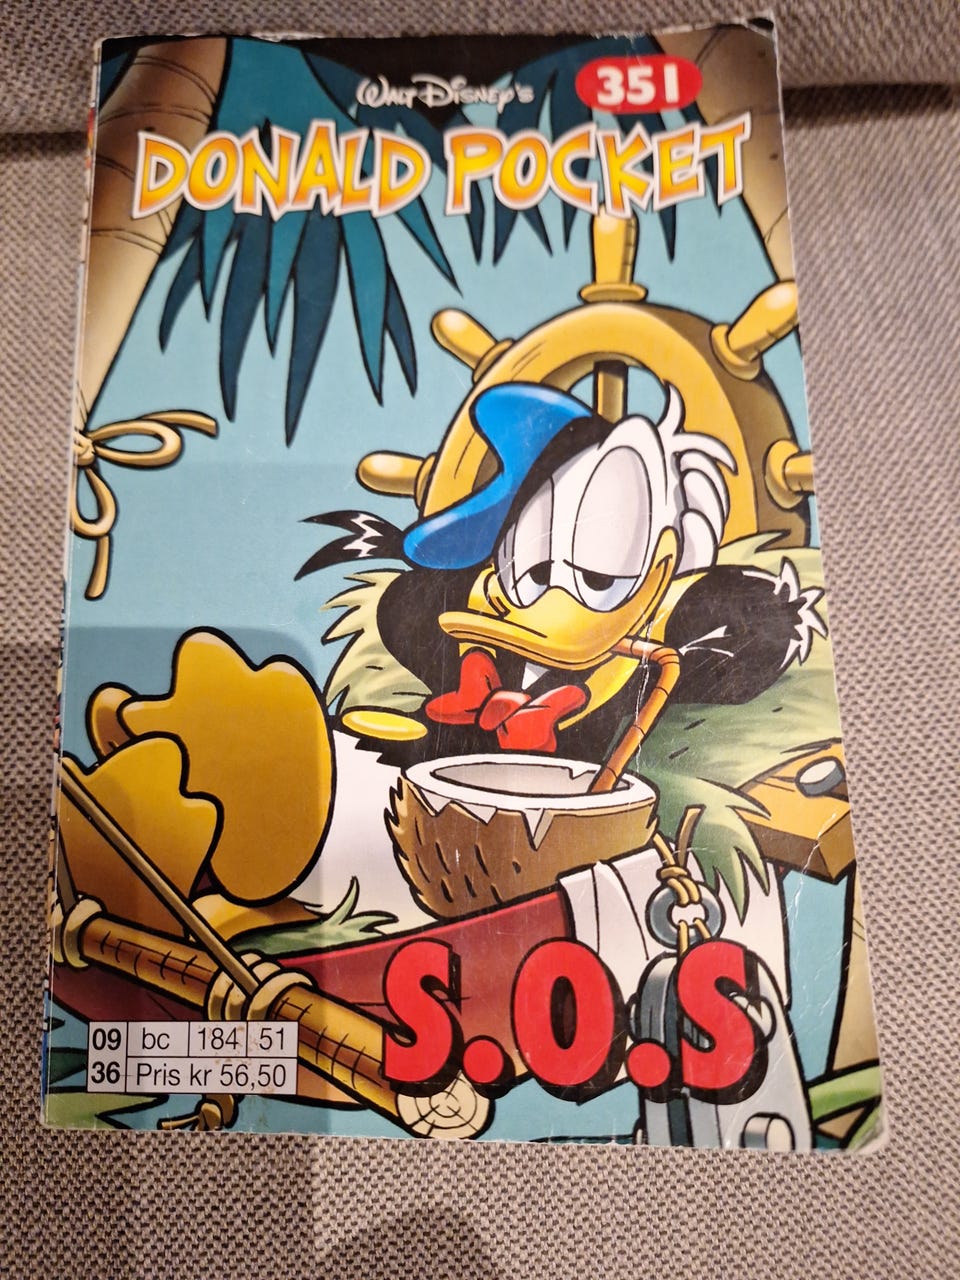 WALT DISNEY'S
351
DONALD POCKET
S.O.S
09 bc 184 51
36 Pris kr 56,50